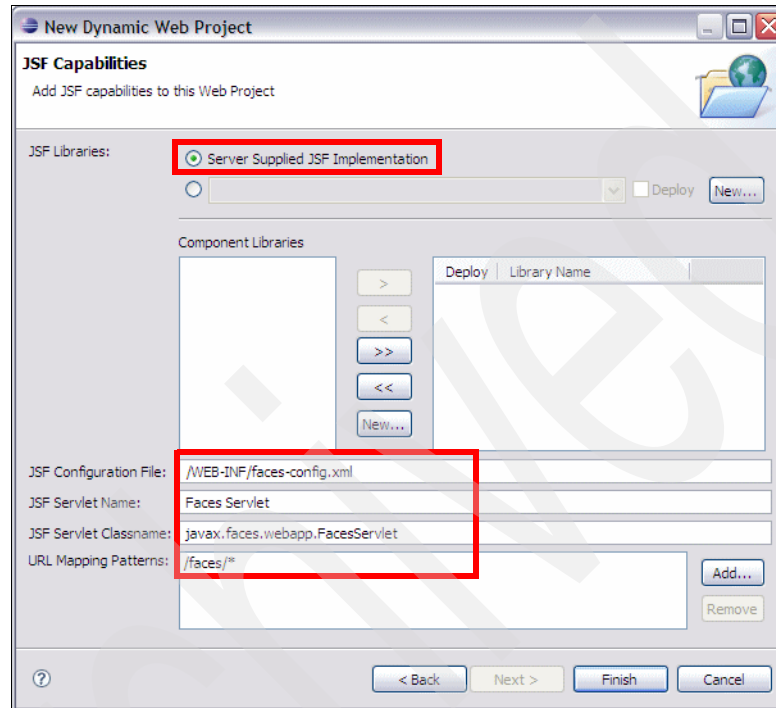 New Dynamic Web Project
JSF Capabilities
Add JSF capabilities to this Web Project
JSF Libraries:
Server Supplied JSF Implementation
Deploy
New...
Component Libraries
Deploy
Library Name
>
<
>>
<<
New...
JSF Configuration File: /WEB-INF/faces-config.xml
JSF Servlet Name: Faces Servlet
JSF Servlet Classname: javax.faces.webapp.FacesServlet
URL Mapping Patterns: /faces/*
Add...
Remove
?
< Back
Next >
Finish
Cancel